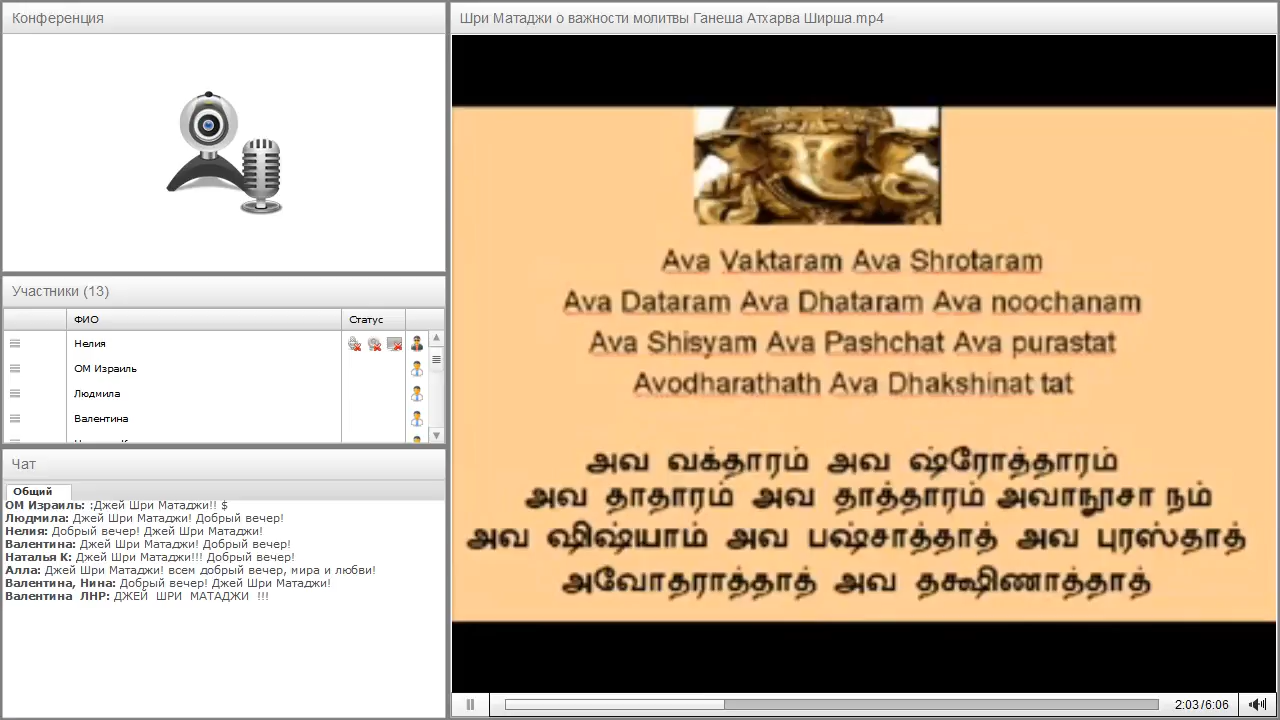 Конференция
Участники (13)
ФИО
Статус
Нелия
ОМ Израиль
Людмила
Валентина
Чат
Общий
ОМ Израиль: :Джей Шри Матаджи!! $
Людмила: Джей Шри Матаджи! Добрый вечер!
Нелия: Добрый вечер! Джей Шри Матаджи!
Валентина: Джей Шри Матаджи! Добрый вечер!
Наталья К: Джей Шри Матаджи!!! Добрый вечер!
Алла: Джей Шри Матаджи! всем добрый вечер, мира и любви!
Валентина, Нина: Добрый вечер! Джей Шри Матаджи!
Валентина ЛНР: ДЖЕЙ ШРИ МАТАДЖИ !!!
Шри Матаджи о важности молитвы Ганеша Атхарва Ширша.mp4
Ava Vaktaram Ava Shrotaram
Ava Dataram Ava Dhataram Ava noochanam
Ava Shisyam Ava Pashchat Ava purastat
Avodharathath Ava Dhakshinat tat
அவ வக்தாரம் அவ ஷ்ரோத்தாரம்
அவ தாதாரம் அவ தாத்தாரம் அவாநூசா நம்
அவ ஷிஷ்யாம் அவ பஷ்சாத்தாத் அவ புரஸ்தாத்
அவோதராத்தாத் அவ தக்ஷிணாத்தாத்
2:03/6:06